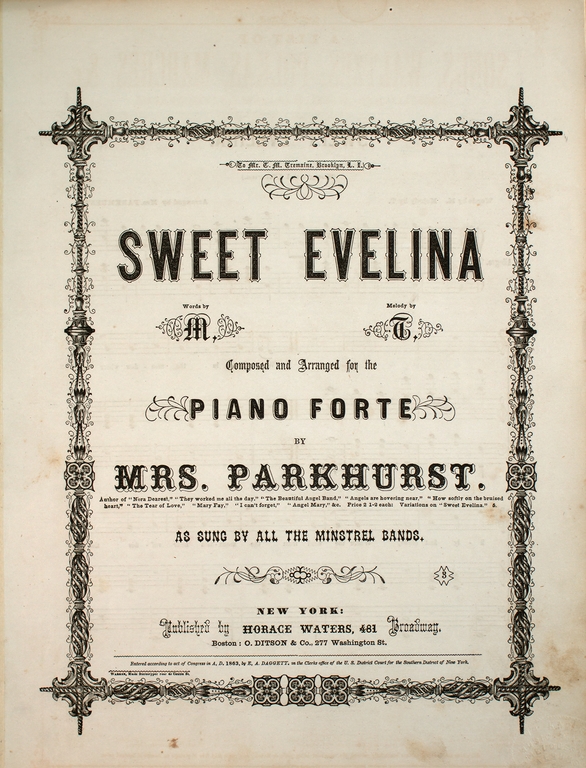 To Mr. C. M. Tremaine, Brooklyn, L. I.
SWEET EVELINA
Words by Melody by
M, T,
Composed and Arranged for the
PIANO FORTE
BY
MRS. PARKHURST.
Author of "Nora Dearest," "They worked me all the day," "The Beautiful Angel Band," "Angels are hovering near," "How softly on the bruised
heart," "The Tear of Love," "Mary Fay," "I can't forget," "Angel Mary," &c. Price 2 1-2 each: Variations on "Sweet Evelina." 5.
AS SUNG BY ALL THE MINSTREL BANDS.
3
NEW YORK:
Published by HORACE WATERS, 481 Broadway.
Boston: O. DITSON & Co., 277 Washington St.
Entered according to act of Congress in A, D. 1863, by E, A. DAGGETT, on the Clerks office of the U. S. District Court for the Southern District of New York.
WARREN, Music Stereotyper